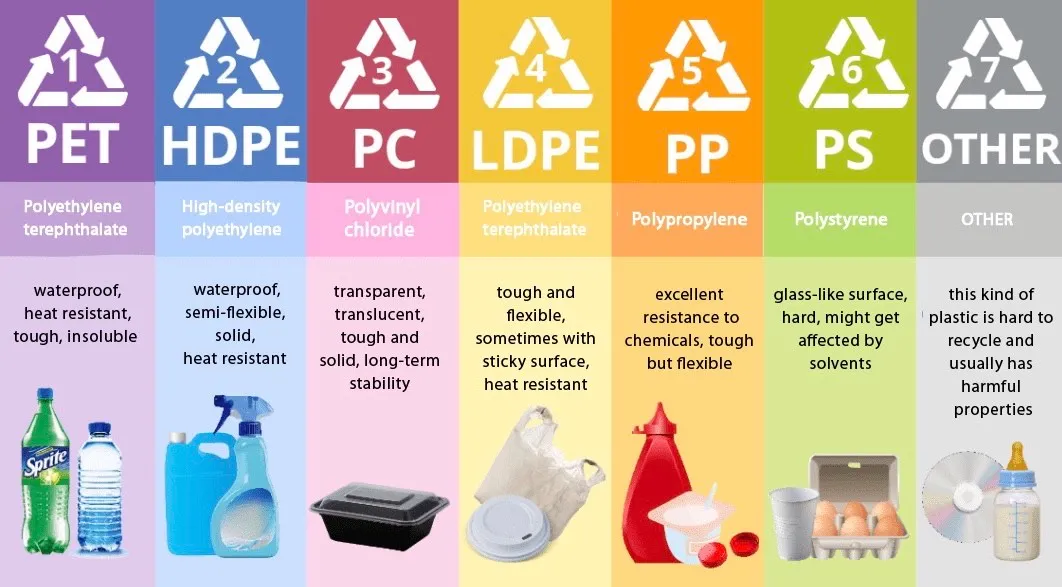 1
PET
Polyethylene
terephthalate
waterproof,
heat resistant,
tough, insoluble
Sprite
2
HDPE
High-density
polyethylene
waterproof,
semi-flexible,
solid,
heat resistant
3
PC
Polyvinyl
chloride
transparent,
translucent,
tough and
solid, long-term
stability
4
LDPE
Polyethylene
terephthalate
tough and
flexible,
sometimes with
sticky surface,
heat resistant
5
PP
Polypropylene
excellent
resistance to
chemicals, tough
but flexible
6
PS
Polystyrene
glass-like surface,
hard, might get
affected by
solvents
7
OTHER
OTHER
this kind of
plastic is hard to
recycle and
usually has
harmful
properties